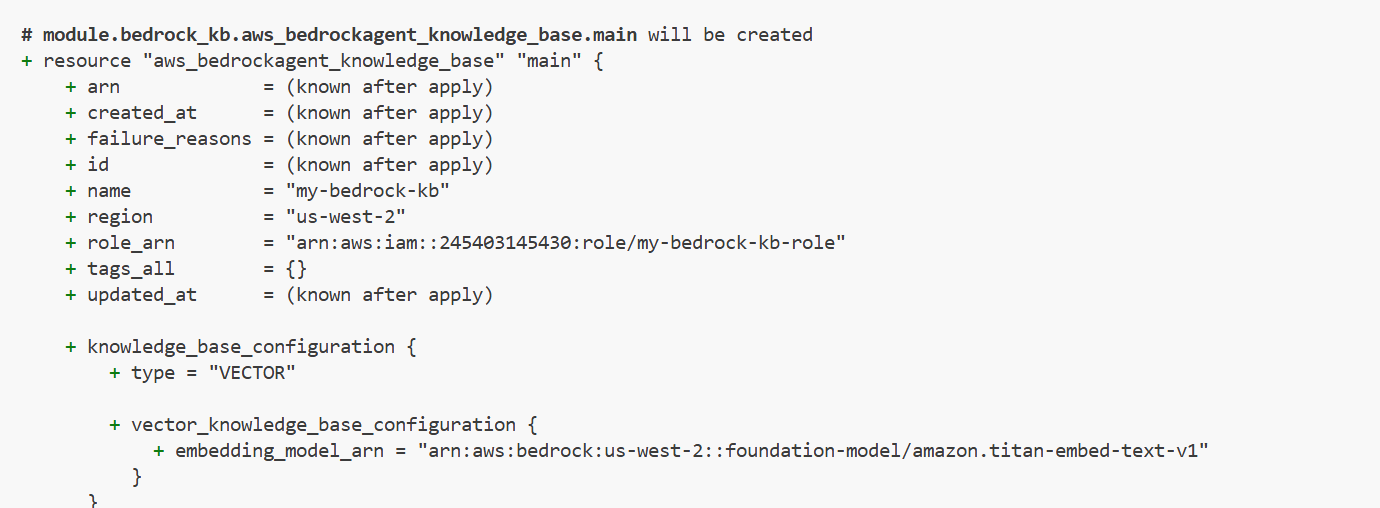 # module.bedrock_kb.aws_bedrockagent_knowledge_base.main will be created
+ resource "aws_bedrockagent_knowledge_base" "main" {
    + arn             = (known after apply)
    + created_at      = (known after apply)
    + failure_reasons = (known after apply)
    + id              = (known after apply)
    + name            = "my-bedrock-kb"
    + region          = "us-west-2"
    + role_arn        = "arn:aws:iam::245403145430:role/my-bedrock-kb-role"
    + tags_all        = {}
    + updated_at      = (known after apply)

    + knowledge_base_configuration {
        + type = "VECTOR"

        + vector_knowledge_base_configuration {
            + embedding_model_arn = "arn:aws:bedrock:us-west-2::foundation-model/amazon.titan-embed-text-v1"
          }
      }